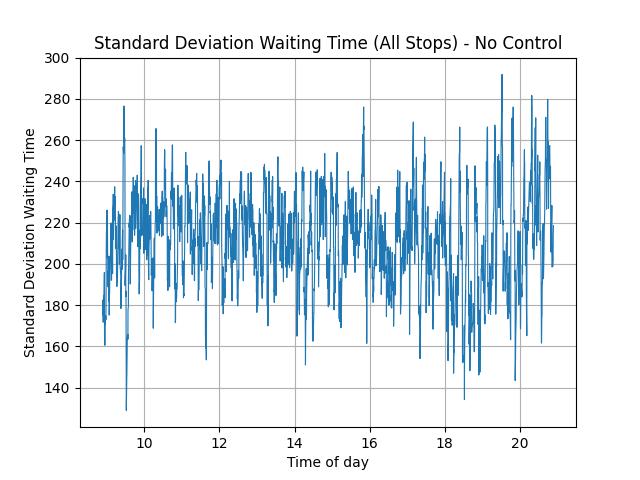 Standard Deviation Waiting Time (All Stops) - No Control
300
280
260
240
220
200
180
160
140
Standard Deviation Waiting Time
10 12 14 16 18 20
Time of day